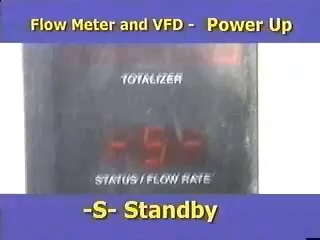 Flow Meter and VFD - Power Up
TOTALIZER
-S-
STATUS / FLOW RATE
-S- Standby